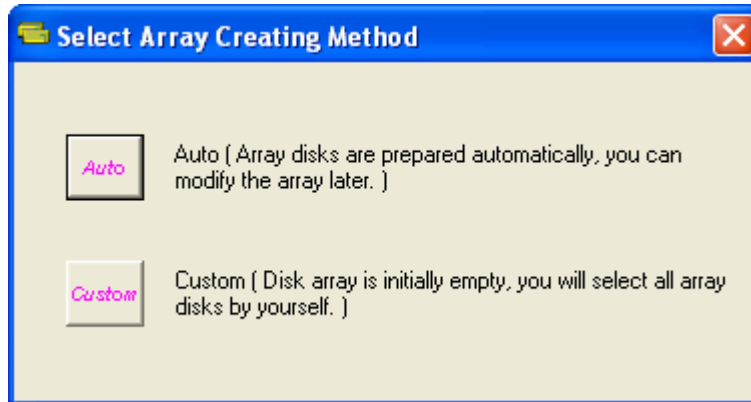 Select Array Creating Method
Auto
Auto ( Array disks are prepared automatically, you can
modify the array later. )
Custom
Custom ( Disk array is initially empty, you will select all array
disks by yourself. )